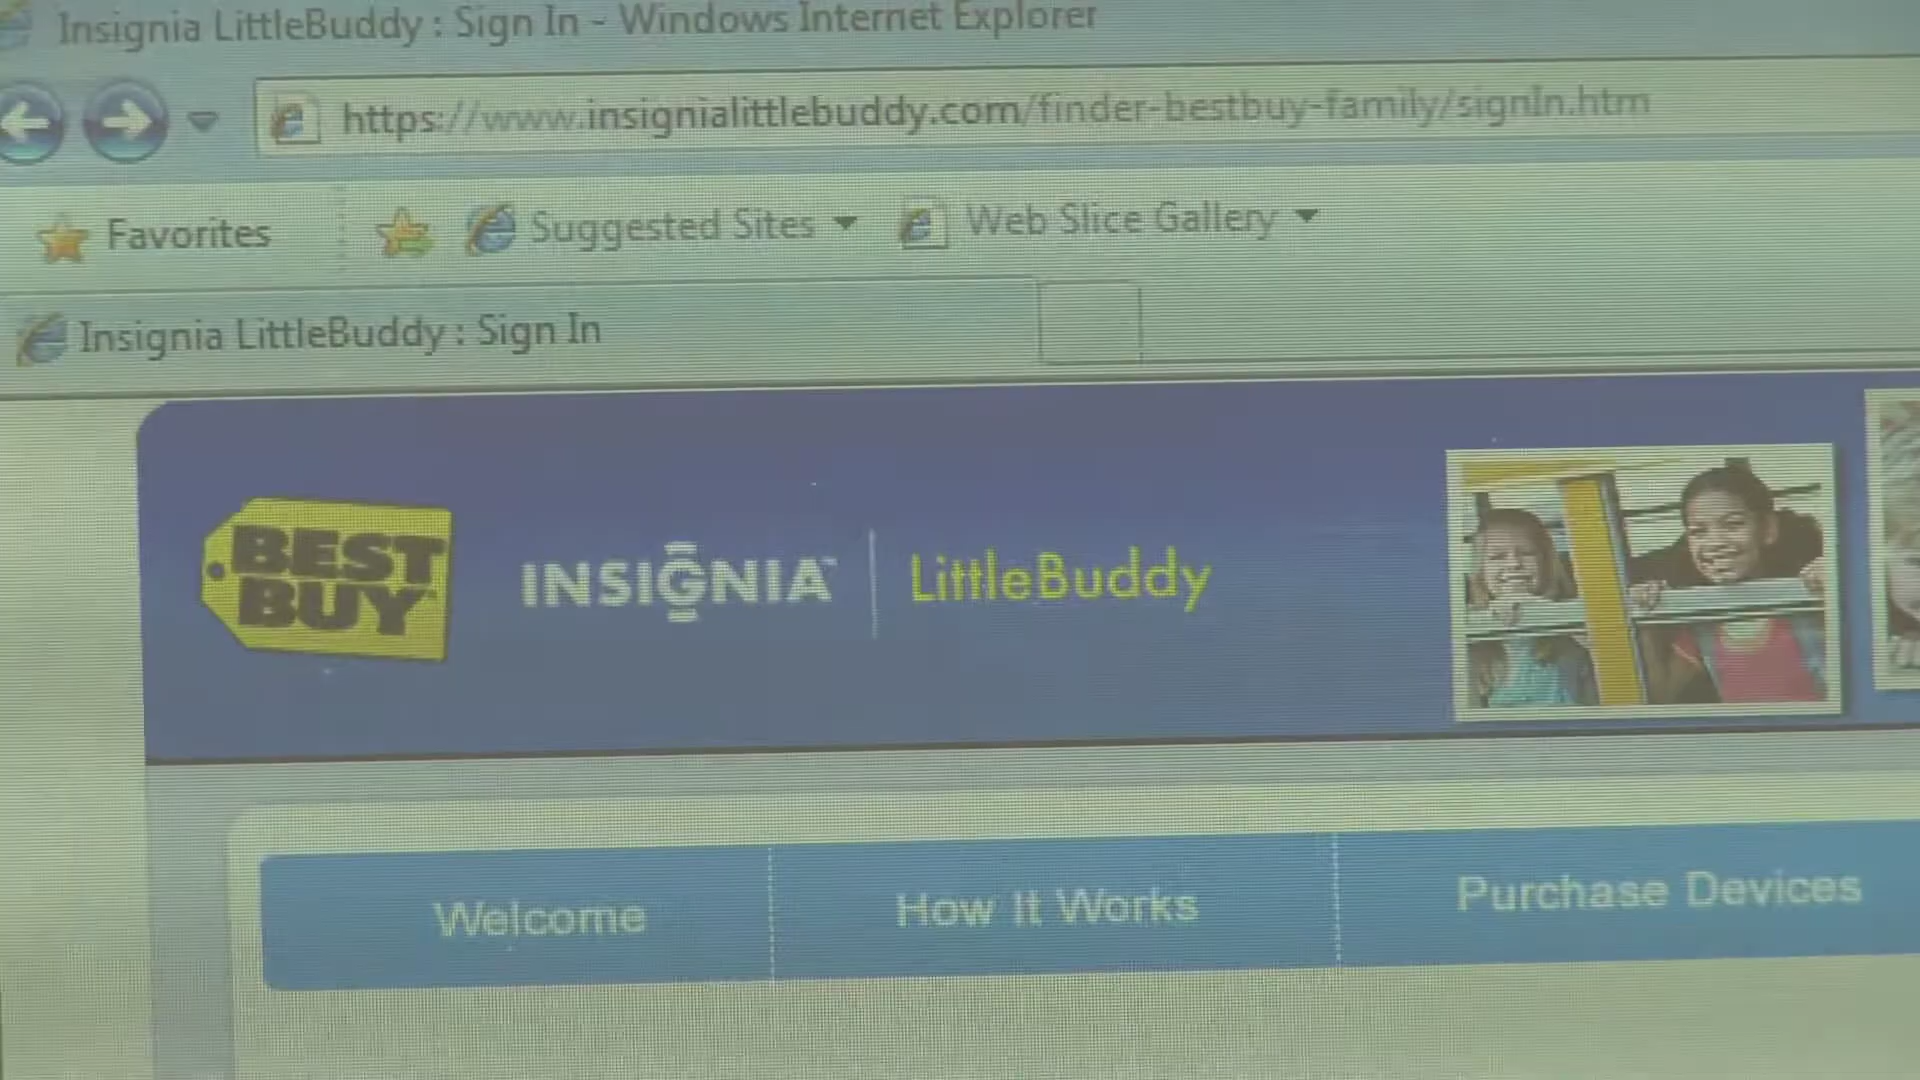 Insignia LittleBuddy : Sign In - Windows Internet Explorer
https://www.insignialittlebuddy.com/finder-bestbuy-family/signIn.htm
Favorites Suggested Sites Web Slice Gallery
Insignia LittleBuddy : Sign In
BEST
BUY
INSIGNIA™ LittleBuddy
Welcome How It Works Purchase Devices